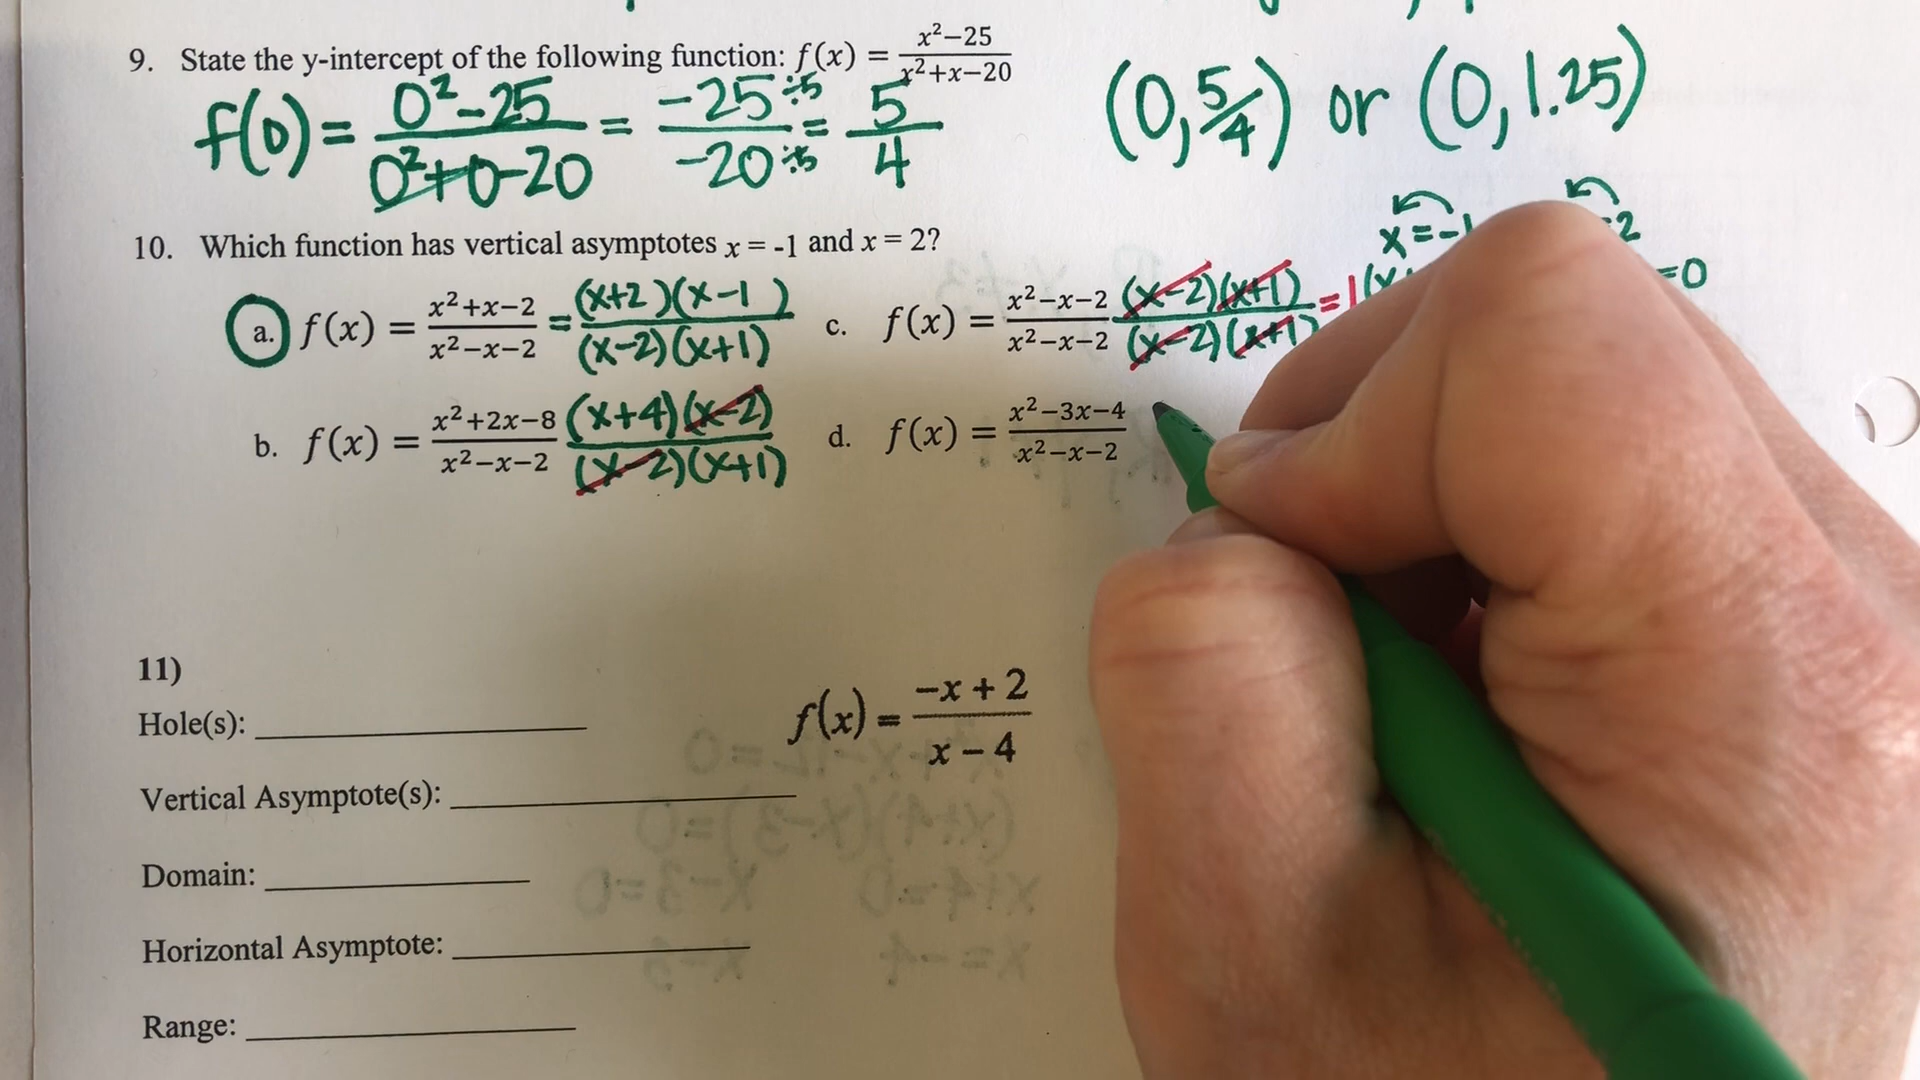 9. State the y-intercept of the following function: f(x) = x²−25 / x²+x−20
f(0) = 0²−25 / 0²+0−20 = −25÷5 / −20÷5 = 5/4
(0, 5/4) or (0, 1.25)
x=-1
=2
=0
10. Which function has vertical asymptotes x = -1 and x = 2?
a. f(x) = x²+x−2 / x²−x−2 = (x+2)(x−1) / (x−2)(x+1)
c. f(x) = x²−x−2 / x²−x−2 (x−2)(x+1) / (x−2)(x+1) = 1
b. f(x) = x²+2x−8 / x²−x−2 (x+4)(x−2) / (x−2)(x+1)
d. f(x) = x²−3x−4 / x²−x−2
11)
f(x) = −x + 2 / x − 4
Hole(s):
Vertical Asymptote(s):
Domain:
Horizontal Asymptote:
Range: